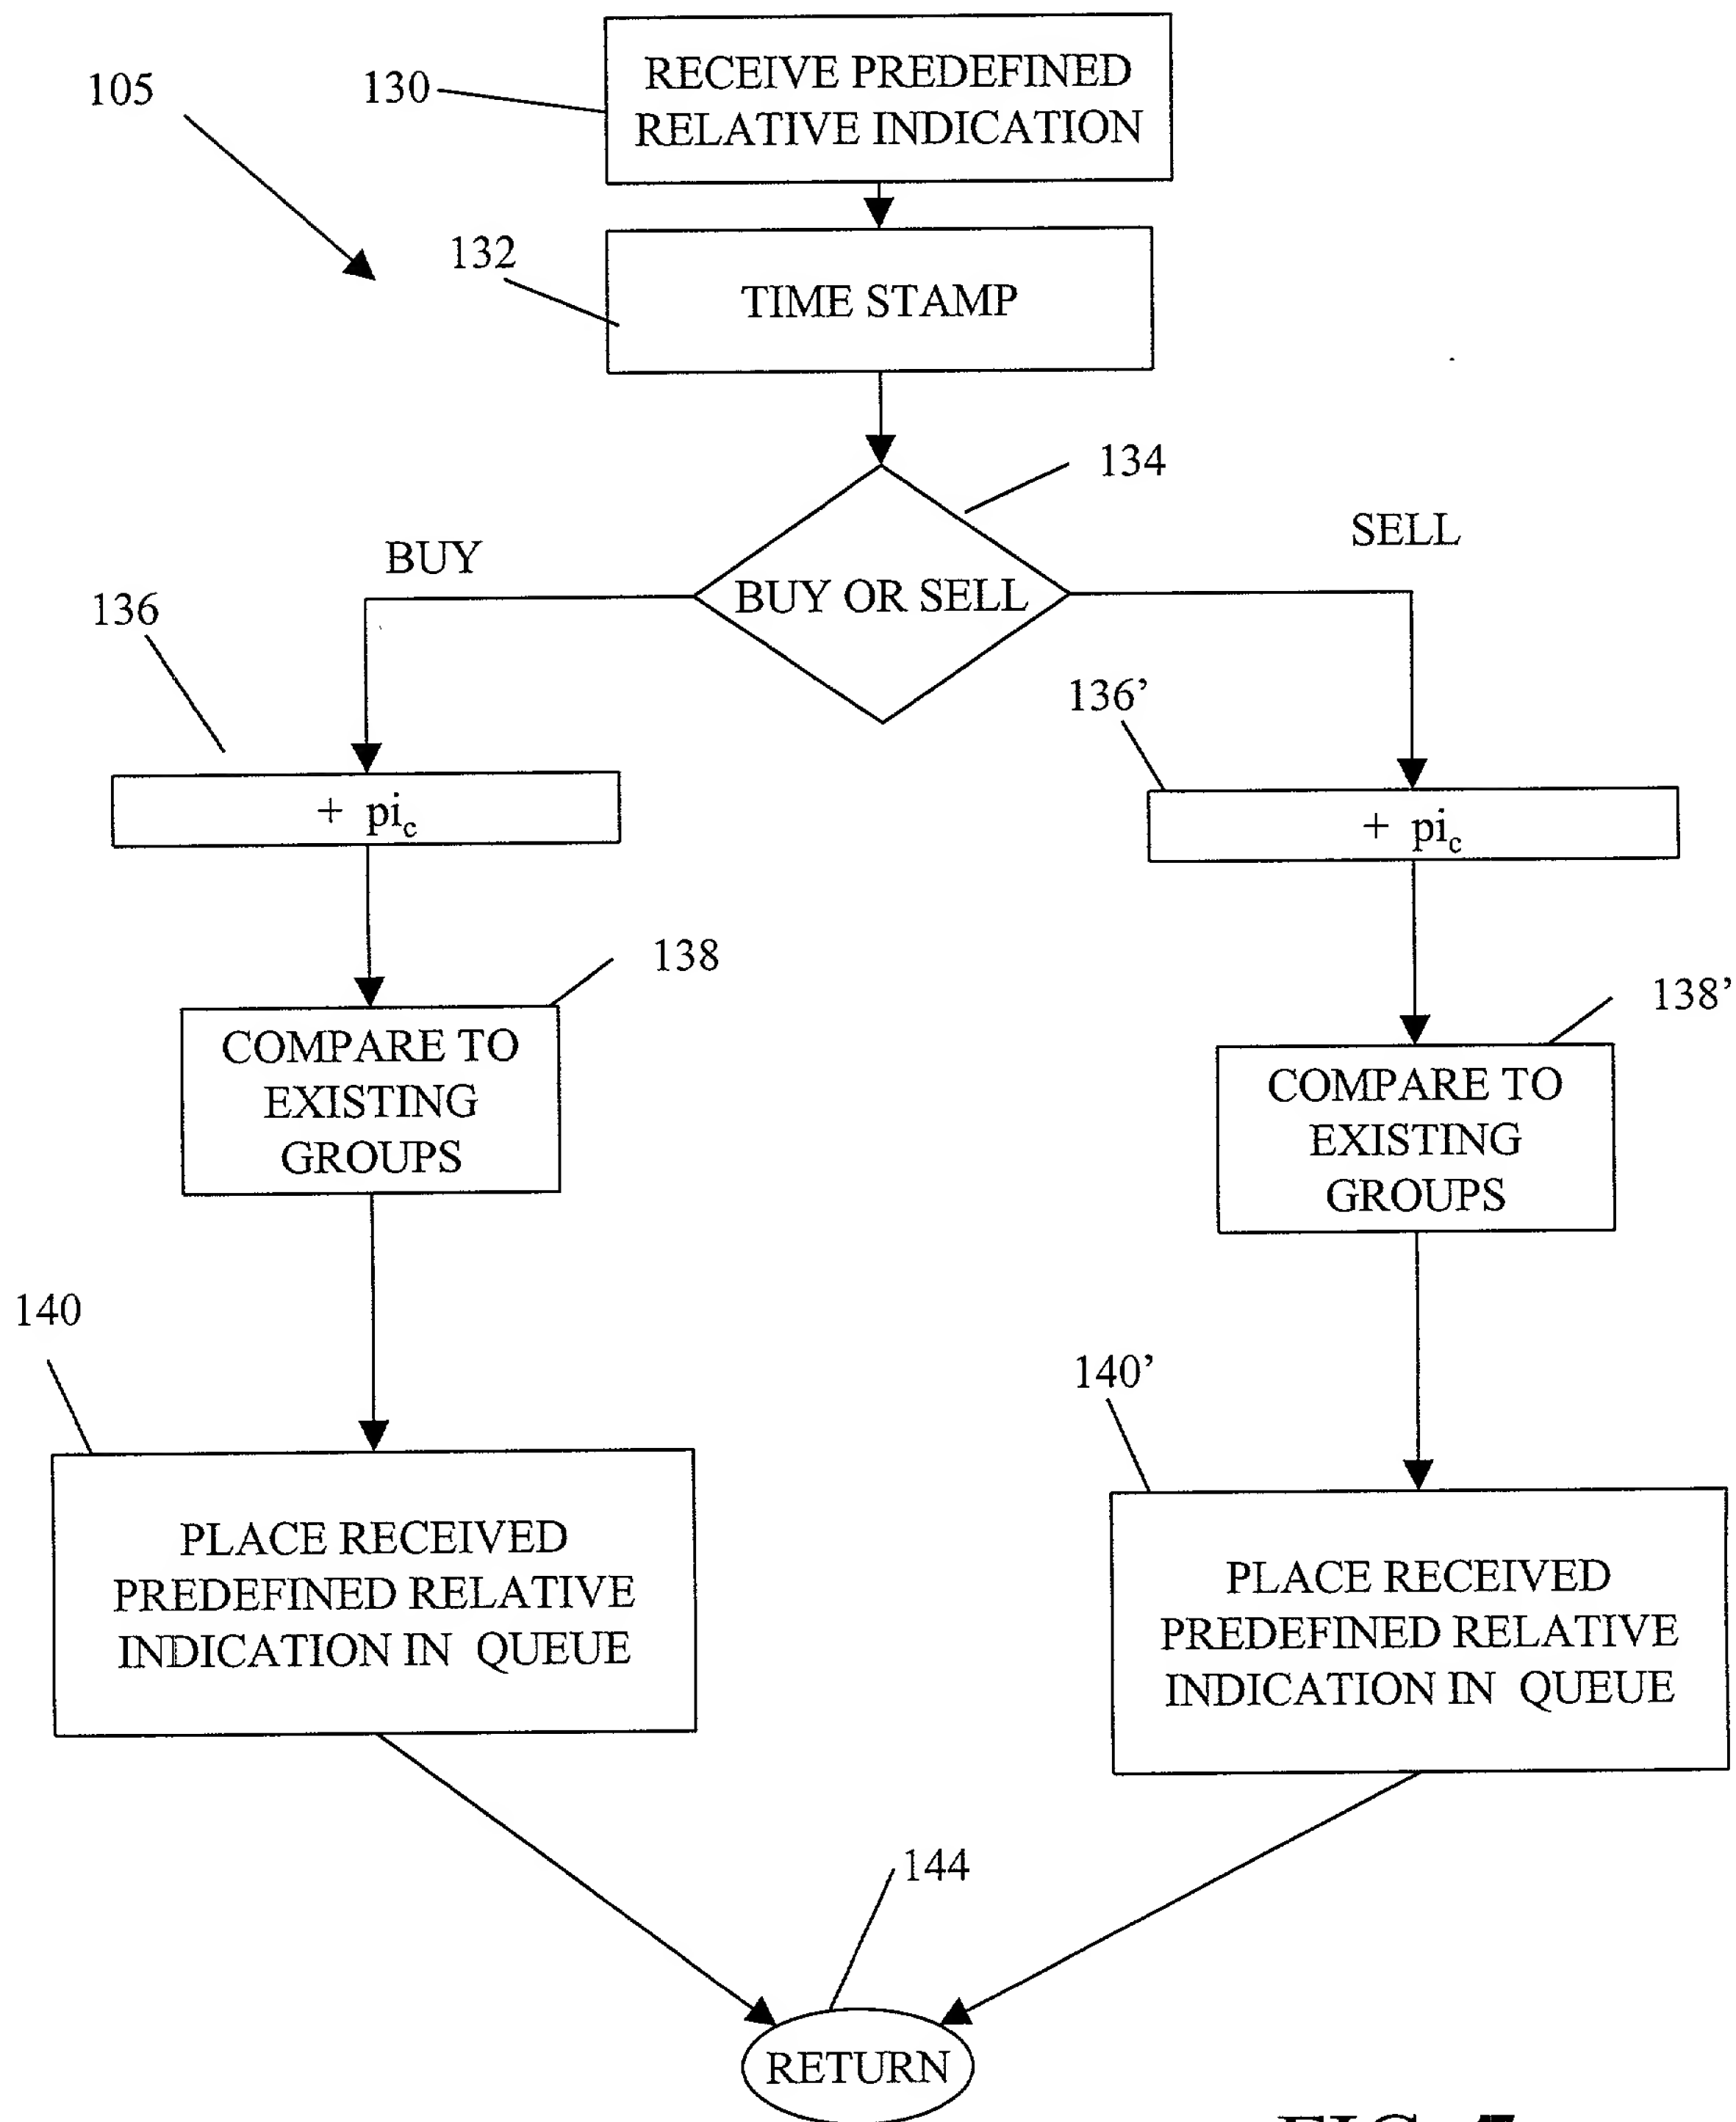 RECEIVE PREDEFINED
RELATIVE INDICATION
105
130
132
TIME STAMP
134
BUY
BUY OR SELL
SELL
136
136’
+ pi_c
+ pi_c
138
138’
COMPARE TO
EXISTING
GROUPS
COMPARE TO
EXISTING
GROUPS
140
140’
PLACE RECEIVED
PREDEFINED RELATIVE
INDICATION IN QUEUE
PLACE RECEIVED
PREDEFINED RELATIVE
INDICATION IN QUEUE
144
RETURN